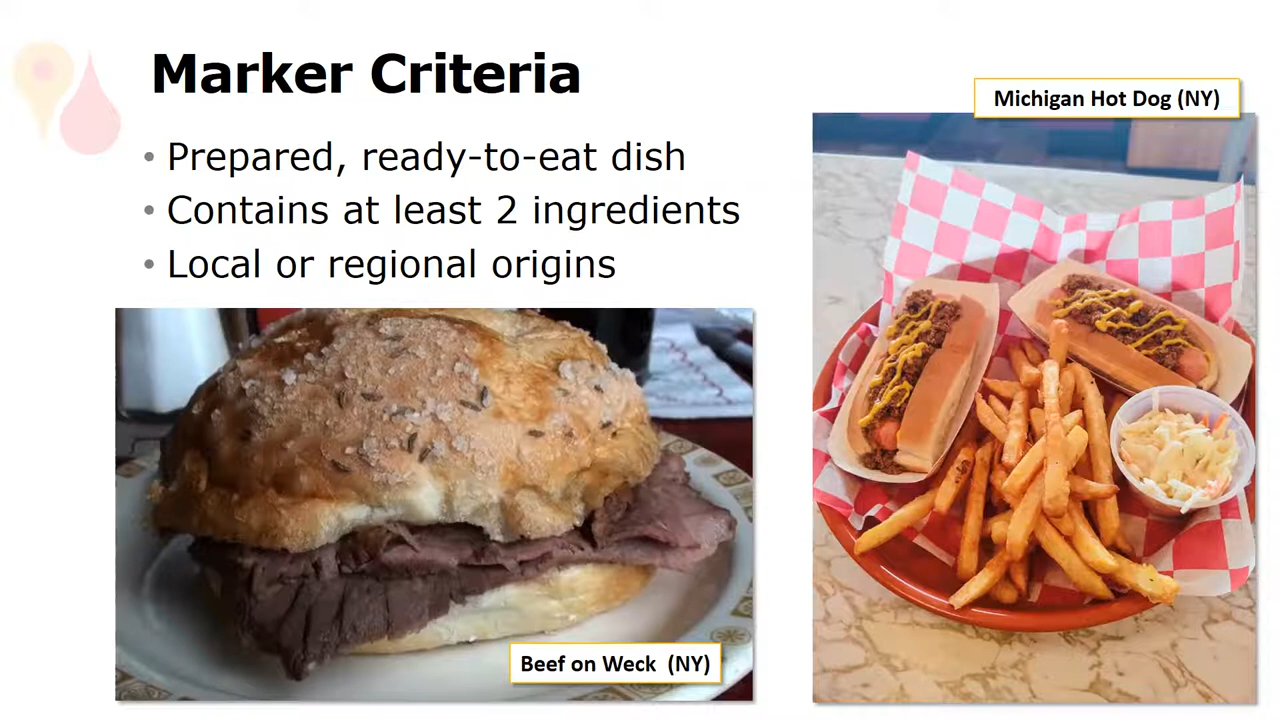 Marker Criteria
• Prepared, ready-to-eat dish
• Contains at least 2 ingredients
• Local or regional origins
Michigan Hot Dog (NY)
Beef on Weck (NY)